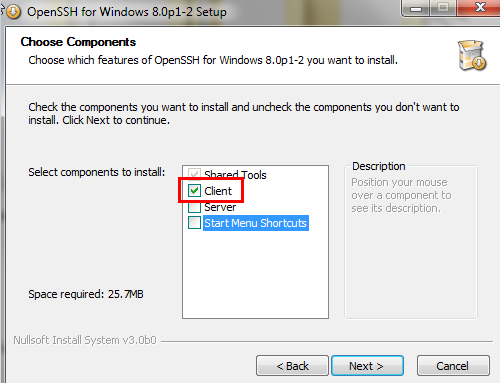 OpenSSH for Windows 8.0p1-2 Setup
Choose Components
Choose which features of OpenSSH for Windows 8.0p1-2 you want to install.
Check the components you want to install and uncheck the components you don't want to
install. Click Next to continue.
Select components to install:
Shared Tools
Client
Server
Start Menu Shortcuts
Description
Position your mouse
over a component to
see its description.
Space required: 25.7MB
Nullsoft Install System v3.0b0
< Back
Next >
Cancel